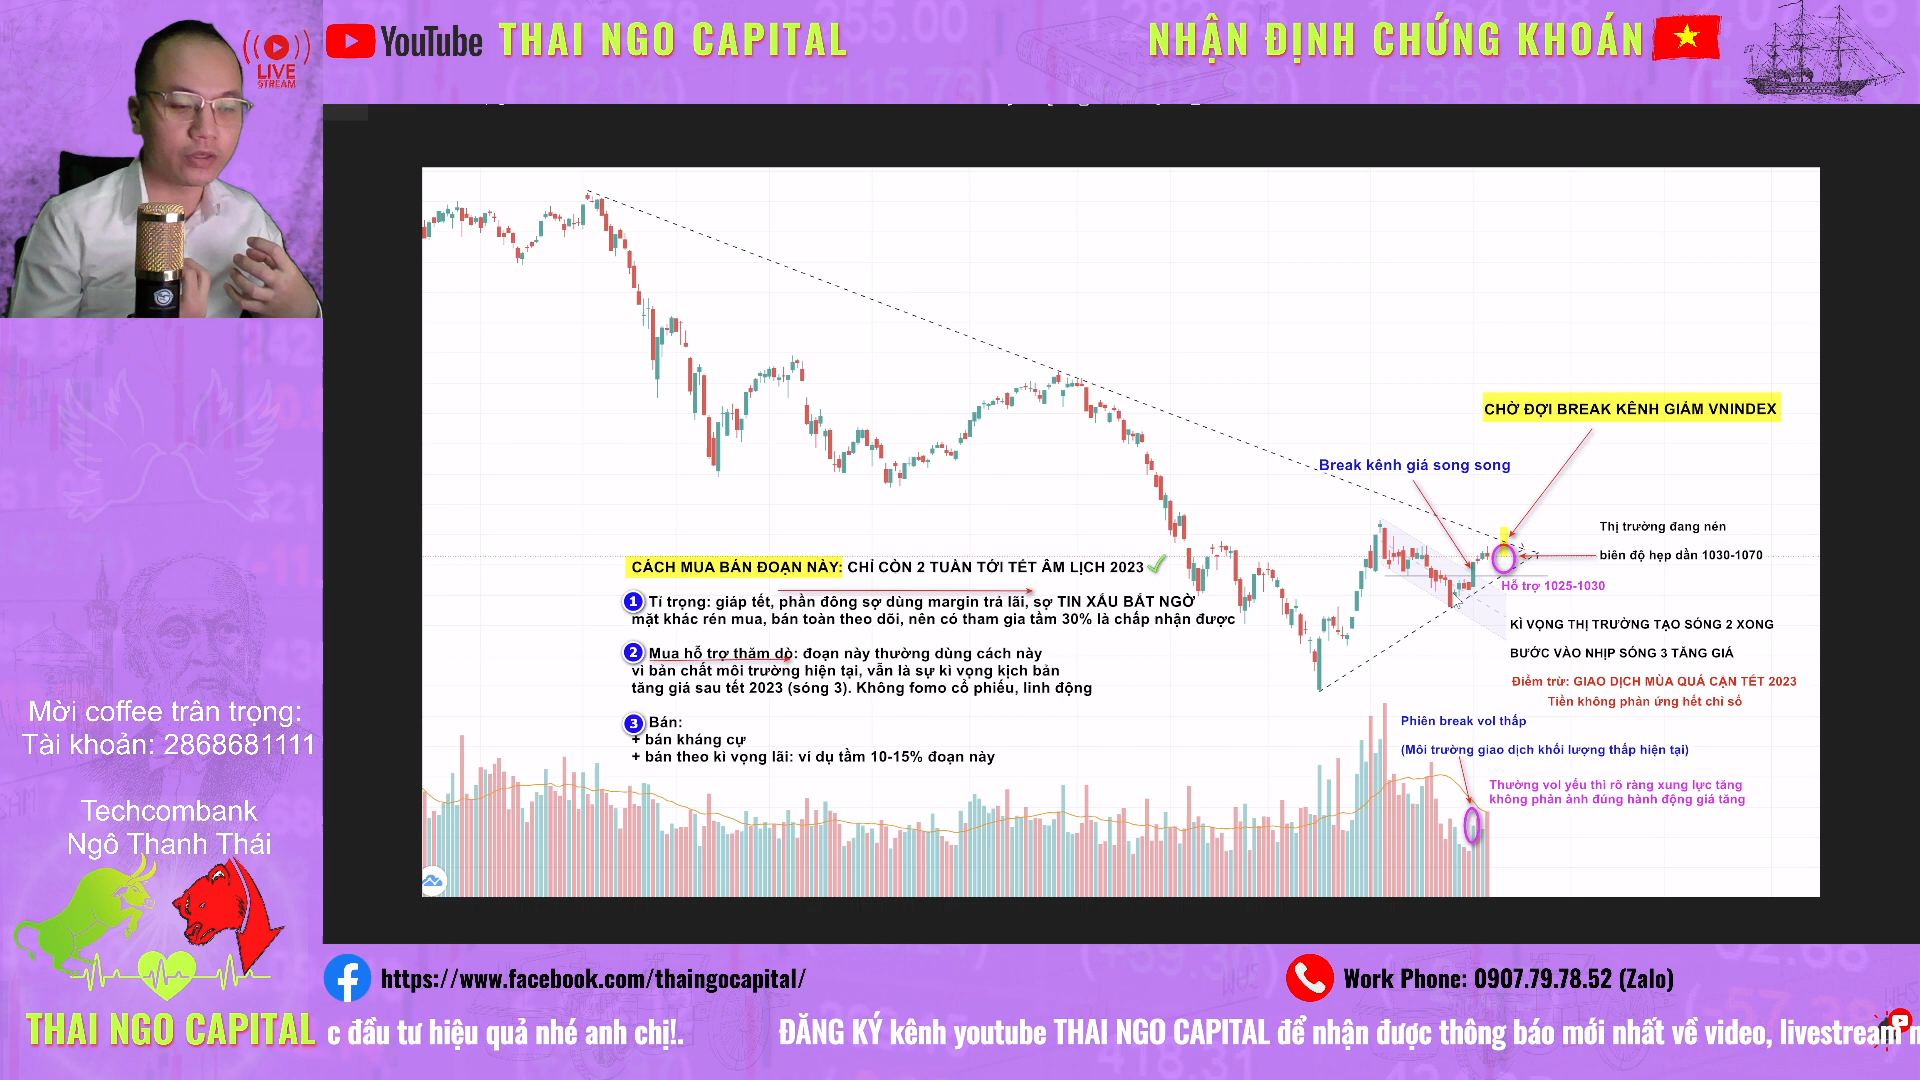 LIVE
STREAM
YouTube THAI NGO CAPITAL
NHẬN ĐỊNH CHỨNG KHOÁN
CHỜ ĐỢI BREAK KÊNH GIẢM VNINDEX
Break kênh giá song song
Thị trường đang nén
biên độ hẹp dần 1030-1070
Hỗ trợ 1025-1030
CÁCH MUA BÁN ĐOẠN NÀY: CHỈ CÒN 2 TUẦN TỚI TẾT ÂM LỊCH 2023
1 Tỉ trọng: giáp tết, phần đông sợ dùng margin trả lãi, sợ TIN XẤU BẤT NGỜ
mặt khác rén mua, bán toàn theo dõi, nên có tham gia tầm 30% là chấp nhận được
2 Mua hỗ trợ thăm dò: đoạn này thường dùng cách này
vì bản chất môi trường hiện tại, vẫn là sự kì vọng kịch bản
tăng giá sau tết 2023 (sóng 3). Không fomo cổ phiếu, linh động
3 Bán:
+ bán kháng cự
+ bán theo kì vọng lãi: ví dụ tầm 10-15% đoạn này
KÌ VỌNG THỊ TRƯỜNG TẠO SÓNG 2 XONG
BƯỚC VÀO NHỊP SÓNG 3 TĂNG GIÁ
Điểm trừ: GIAO DỊCH MÙA QUÁ CẬN TẾT 2023
Tiền không phản ứng hết chỉ số
Phiên break vol thấp
(Môi trường giao dịch khối lượng thấp hiện tại)
Thường vol yếu thì rõ ràng xung lực tăng
không phản ánh đúng hành động giá tăng
Mời coffee trân trọng:
Tài khoản: 2868681111
Techcombank
Ngô Thanh Thái
https://www.facebook.com/thaingocapital/
Work Phone: 0907.79.78.52 (Zalo)
THAI NGO CAPITAL
c đầu tư hiệu quả nhé anh chị!.
ĐĂNG KÝ kênh youtube THAI NGO CAPITAL để nhận được thông báo mới nhất về video, livestream